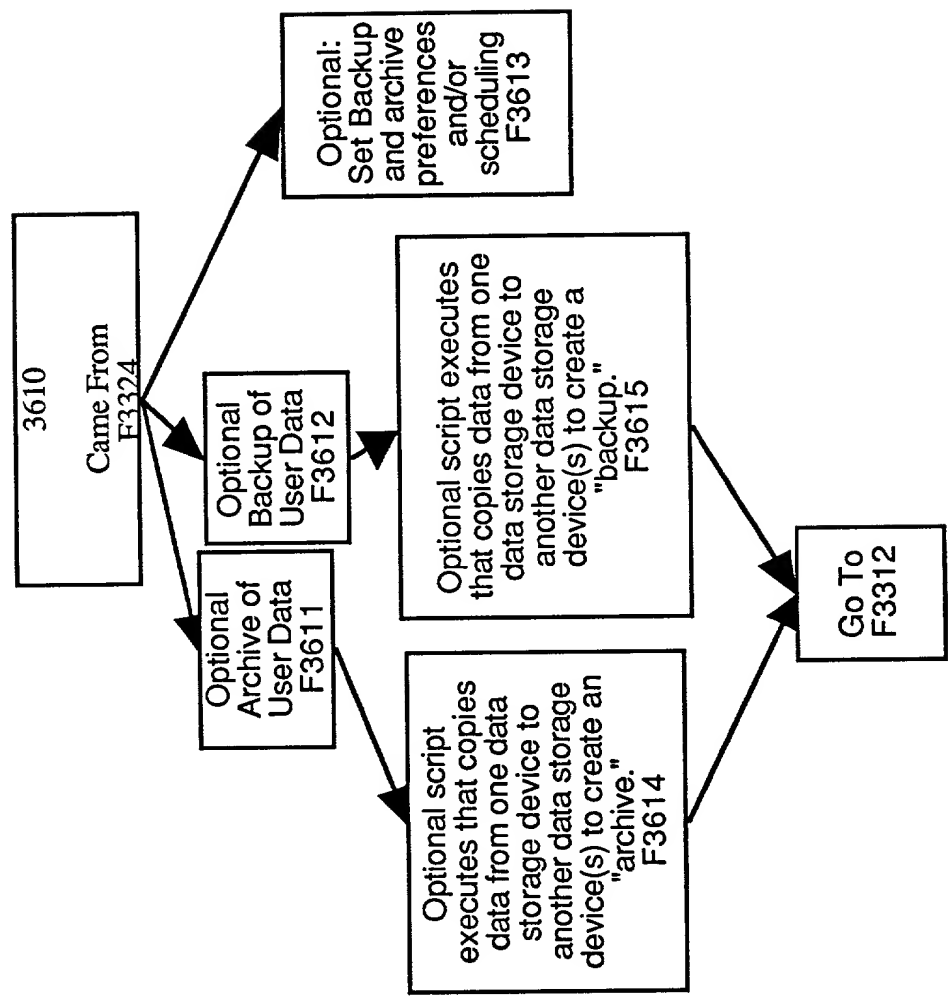 3610
Came From
F3324
Optional
Archive of
User Data
F3611
Optional
Backup of
User Data
F3612
Optional:
Set Backup
and archive
preferences
and/or
scheduling
F3613
Optional script
executes that copies
data from one data
storage device to
another data storage
device(s) to create an
"archive."
F3614
Optional script executes
that copies data from one
data storage device to
another data storage
device(s) to create a
"backup."
F3615
Go To
F3312